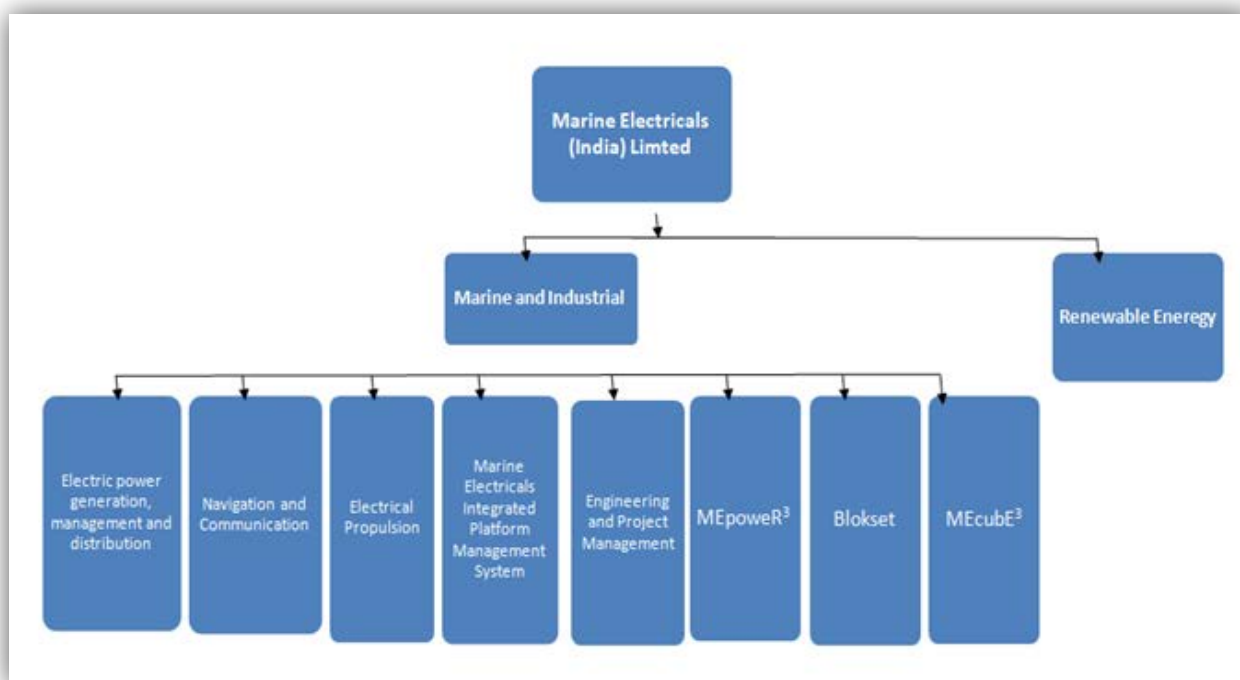 Marine Electricals
(India) Limted
Marine and Industrial
Renewable Eneregy
Electric power
generation,
management and
distribution
Navigation and
Communication
Electrical
Propulsion
Marine
Electricals
Integrated
Platform
Management
System
Engineering
and Project
Management
MEpoweR³
Blokset
MEcubE³